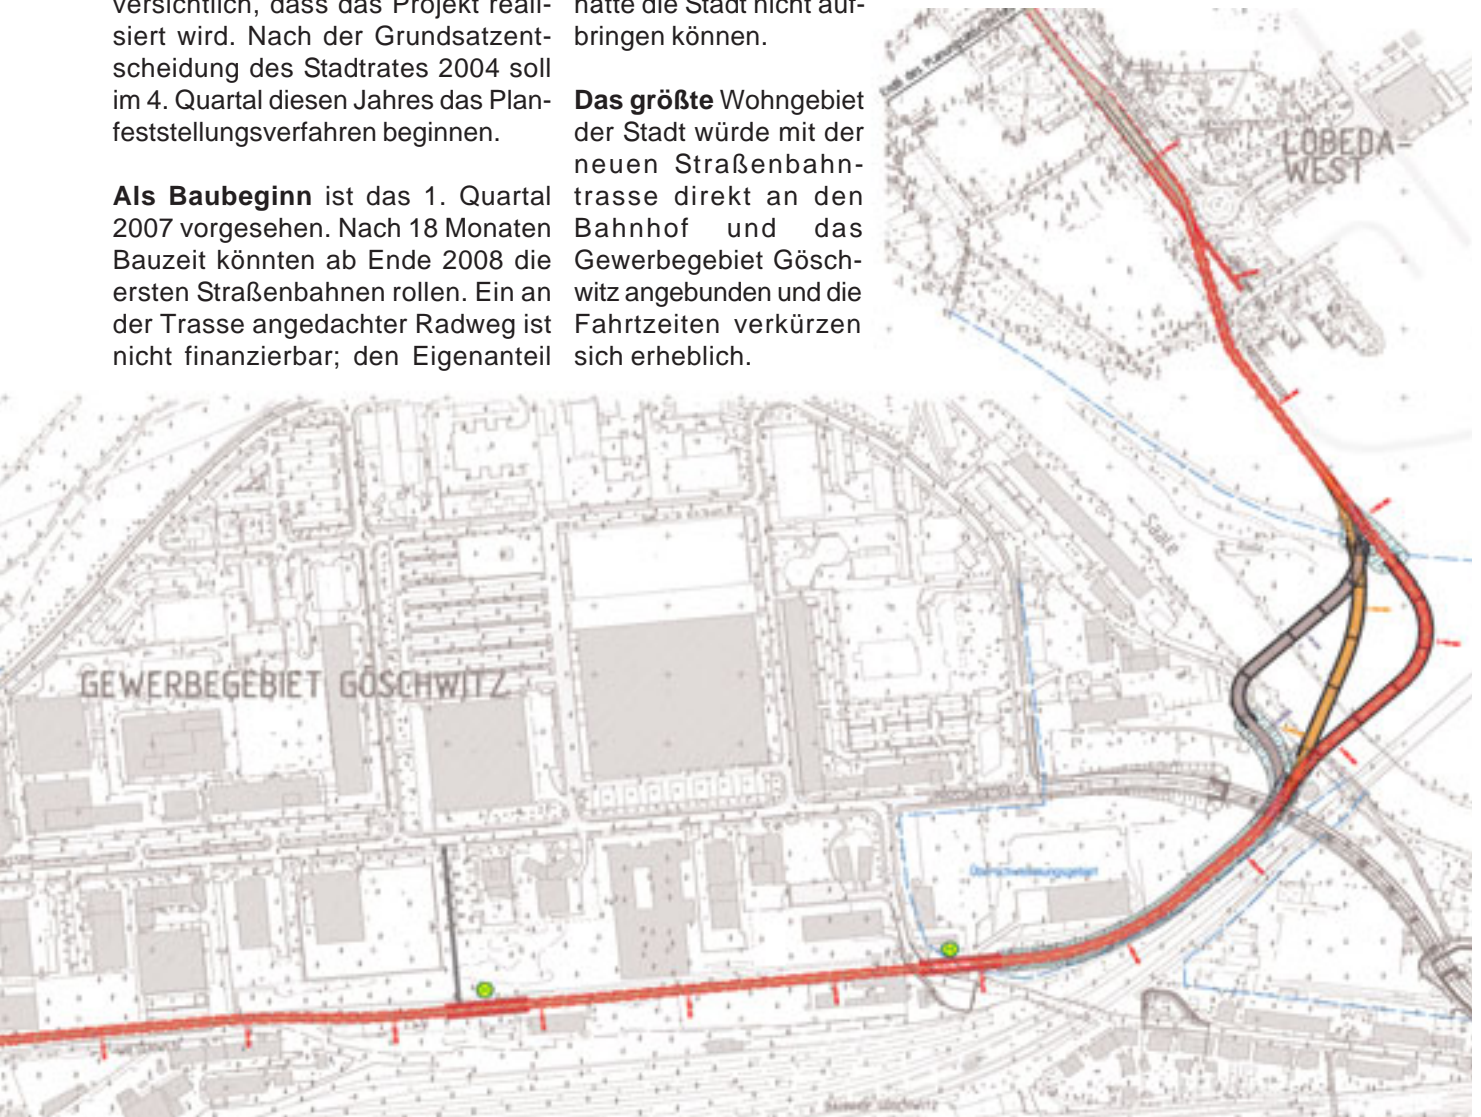 versichtlich, dass das Projekt reali-
siert wird. Nach der Grundsatzent-
scheidung des Stadtrates 2004 soll
im 4. Quartal diesen Jahres das Plan-
feststellungsverfahren beginnen.
Als Baubeginn ist das 1. Quartal
2007 vorgesehen. Nach 18 Monaten
Bauzeit könnten ab Ende 2008 die
ersten Straßenbahnen rollen. Ein an
der Trasse angedachter Radweg ist
nicht finanzierbar; den Eigenanteil
hätte die Stadt nicht auf-
bringen können.
Das größte Wohngebiet
der Stadt würde mit der
neuen Straßenbahn-
trasse direkt an den
Bahnhof und das
Gewerbegebiet Gösch-
witz angebunden und die
Fahrtzeiten verkürzen
sich erheblich.
LOBEDA-
WEST
Saale
GEWERBEGEBIET GÖSCHWITZ
Überschwemmungsgebiet